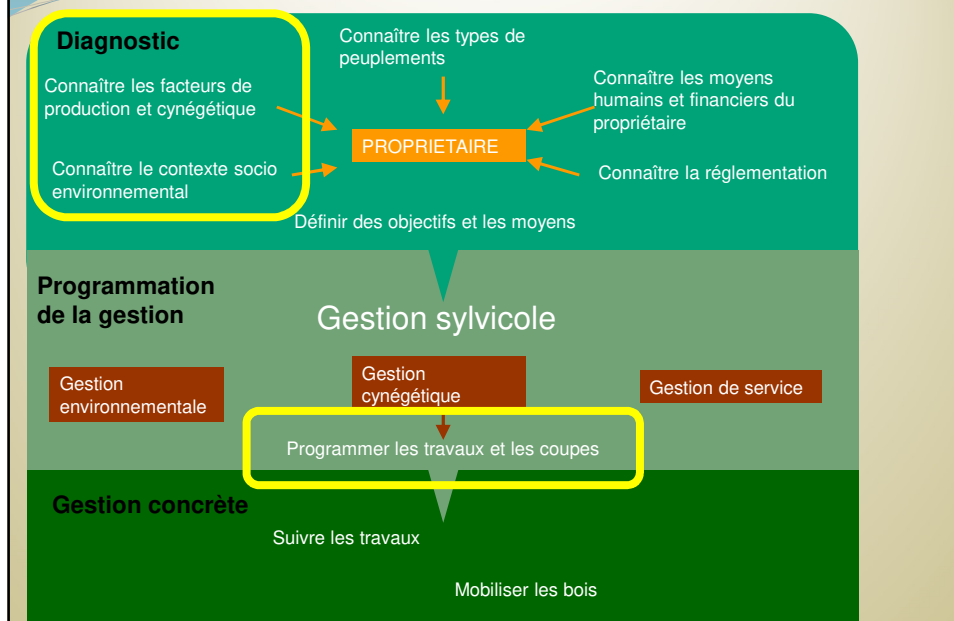 Diagnostic
Connaître les types de
peuplements
Connaître les facteurs de
production et cynégétique
Connaître les moyens
humains et financiers du
propriétaire
PROPRIETAIRE
Connaître le contexte socio
environnemental
Connaître la réglementation
Définir des objectifs et les moyens
Programmation
de la gestion
Gestion sylvicole
Gestion
environnementale
Gestion
cynégétique
Gestion de service
Programmer les travaux et les coupes
Gestion concrète
Suivre les travaux
Mobiliser les bois